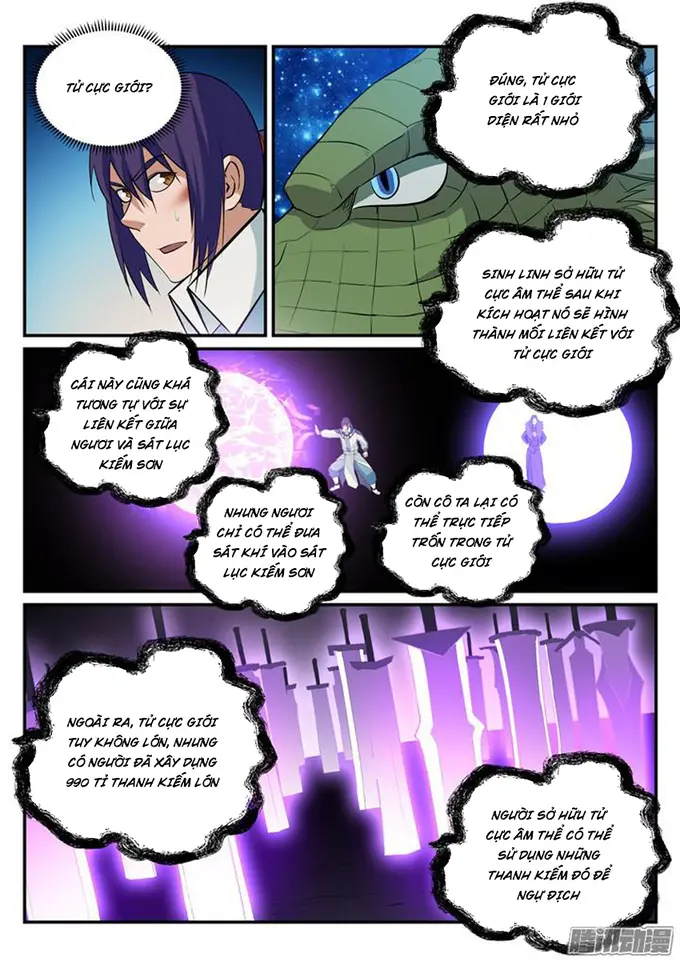 TỬ CỰC GIỚI?
ĐÚNG, TỬ CỰC
GIỚI LÀ 1 GIỚI
DIỆN RẤT NHỎ
SINH LINH SỞ HỮU TỬ
CỰC ÂM THỂ SAU KHI
KÍCH HOẠT NÓ SẼ HÌNH
THÀNH MỐI LIÊN KẾT VỚI
TỬ CỰC GIỚI
CÁI NÀY CŨNG KHÁ
TƯƠNG TỰ VỚI SỰ
LIÊN KẾT GIỮA
NGƯƠI VÀ SÁT LỤC
KIẾM SƠN
NHƯNG NGƯƠI
CHỈ CÓ THỂ ĐƯA
SÁT KHÍ VÀO SÁT
LỤC KIẾM SƠN
CÒN CÔ TA LẠI CÓ
THỂ TRỰC TIẾP
TRỐN TRONG TỬ
CỰC GIỚI
NGOÀI RA, TỬ CỰC GIỚI
TUY KHÔNG LỚN, NHƯNG
CÓ NGƯỜI ĐÃ XÂY DỰNG
990 TỈ THANH KIẾM LỚN
NGƯỜI SỞ HỮU TỬ
CỰC ÂM THỂ CÓ THỂ
SỬ DỤNG NHỮNG
THANH KIẾM ĐÓ ĐỂ
NGỰ ĐỊCH
腾讯动漫